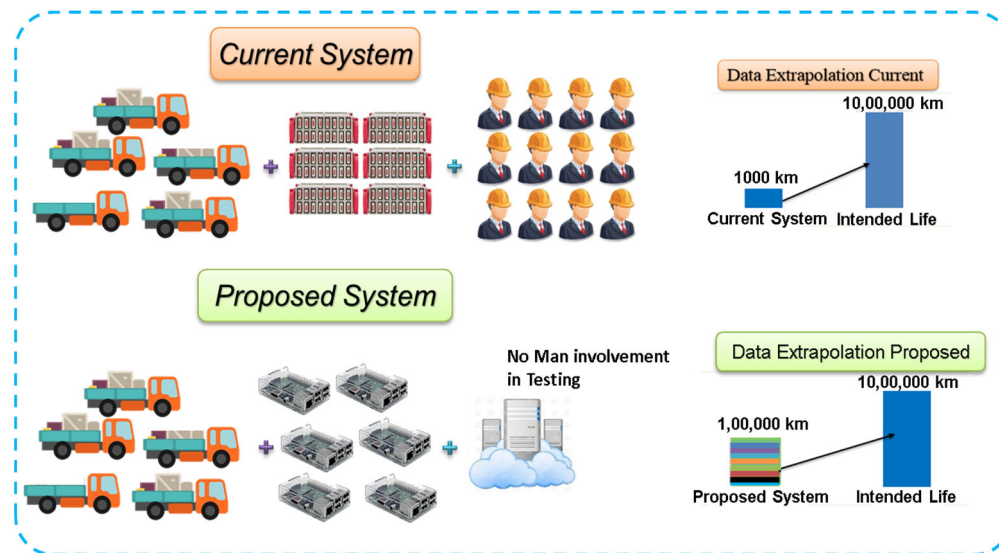 Current System
Data Extrapolation Current
10,00,000 km
1000 km
Current System
Intended Life
Proposed System
No Man involvement
in Testing
Data Extrapolation Proposed
10,00,000 km
1,00,000 km
Proposed System
Intended Life